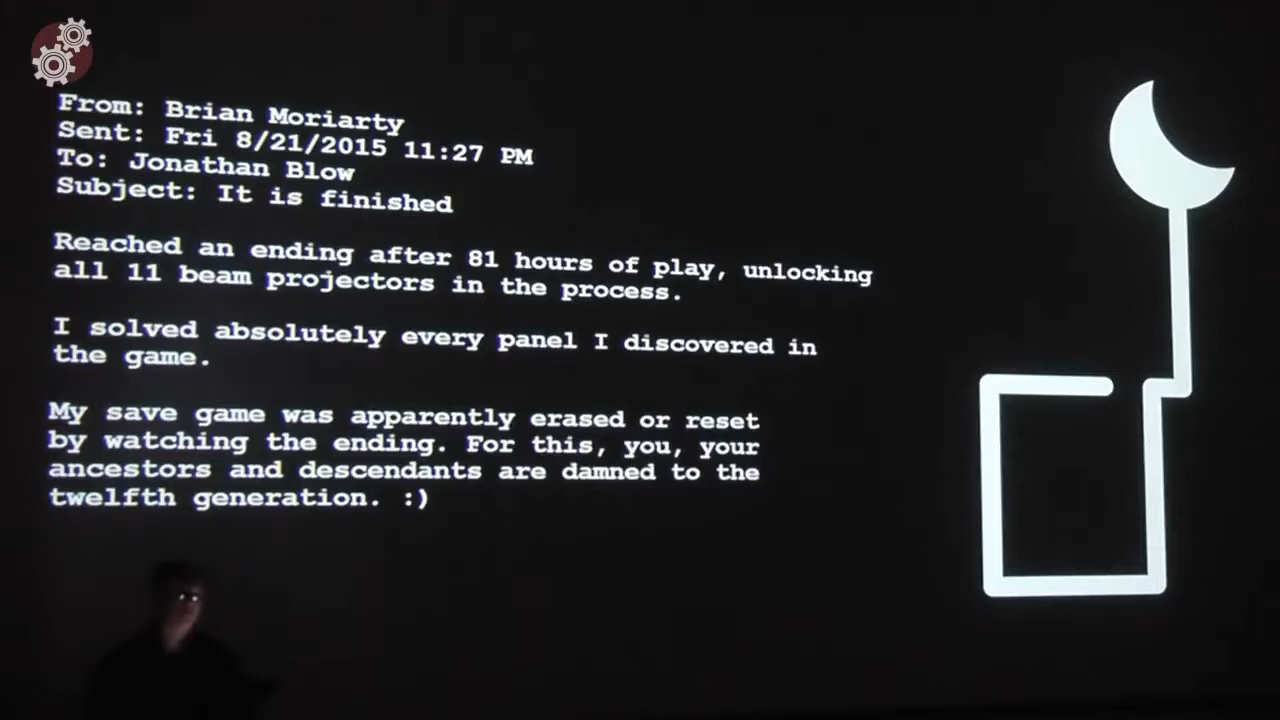 From: Brian Moriarty
Sent: Fri 8/21/2015 11:27 PM
To: Jonathan Blow
Subject: It is finished
Reached an ending after 81 hours of play, unlocking
all 11 beam projectors in the process.
I solved absolutely every panel I discovered in
the game.
My save game was apparently erased or reset
by watching the ending. For this, you, your
ancestors and descendants are damned to the
twelfth generation. :)